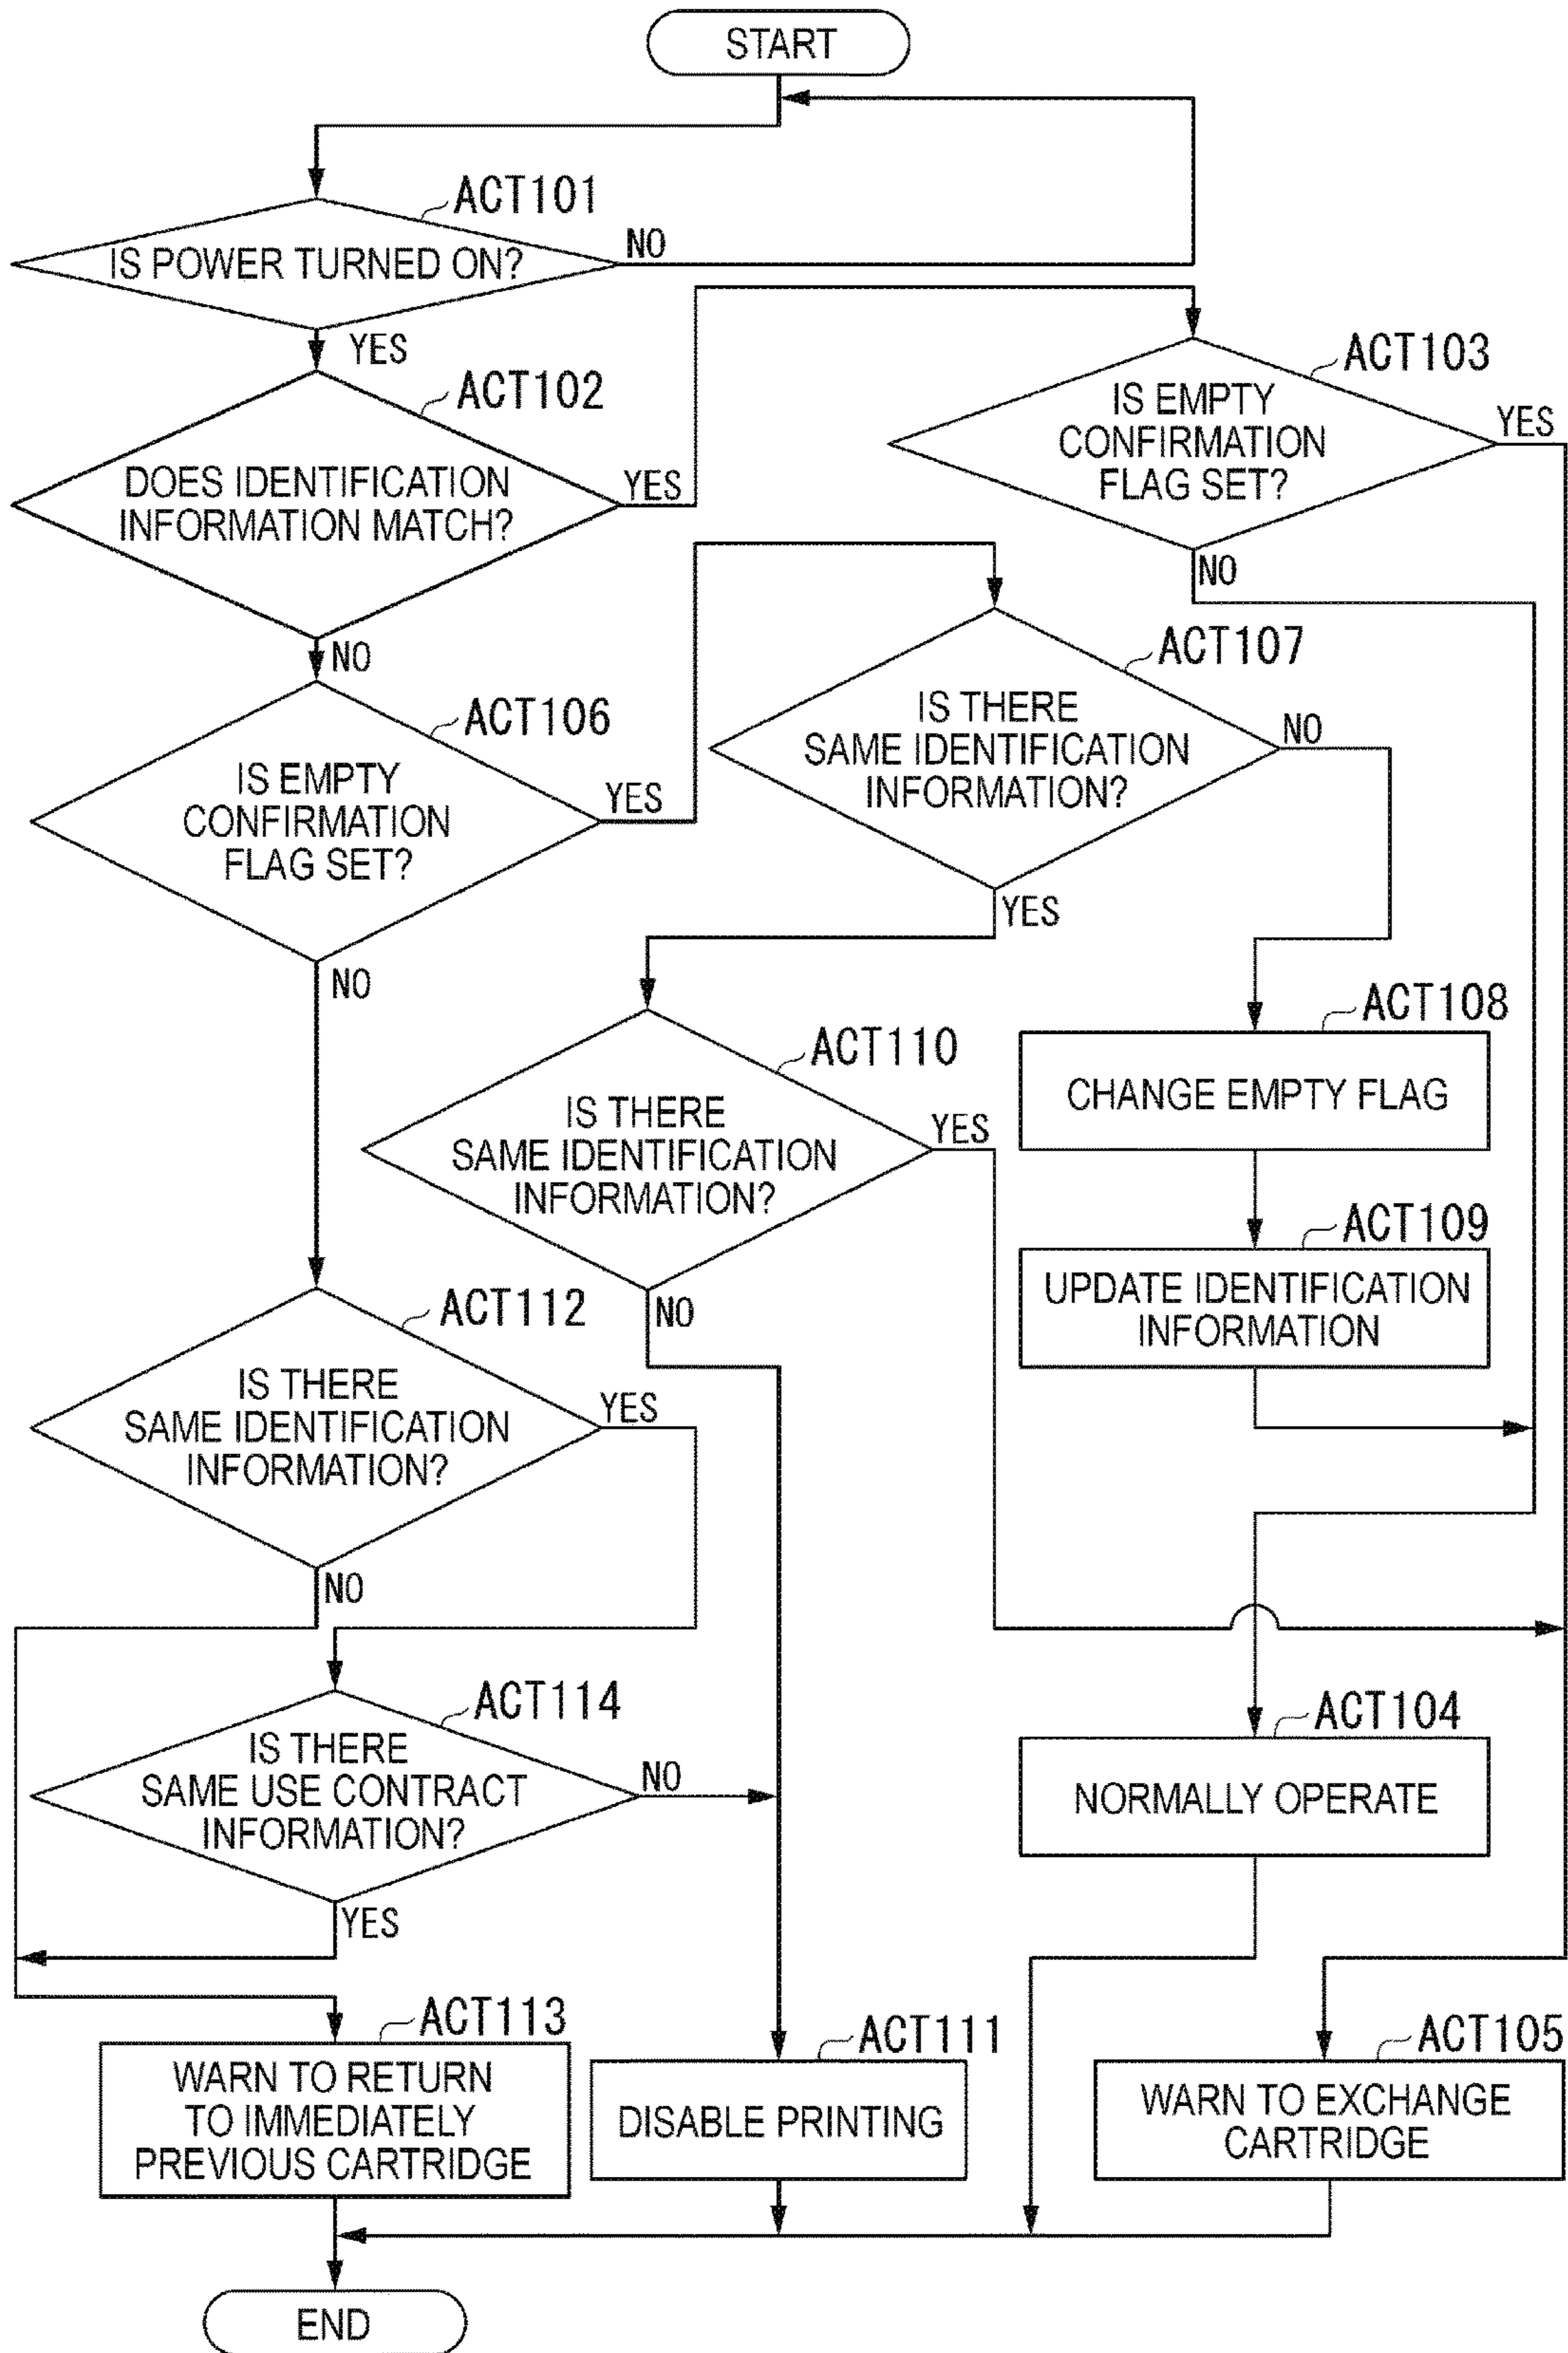 START
ACT101
IS POWER TURNED ON?
NO
YES
ACT102
DOES IDENTIFICATION
INFORMATION MATCH?
YES
NO
ACT103
IS EMPTY
CONFIRMATION
FLAG SET?
YES
NO
ACT106
IS EMPTY
CONFIRMATION
FLAG SET?
YES
NO
ACT107
IS THERE
SAME IDENTIFICATION
INFORMATION?
NO
YES
ACT108
CHANGE EMPTY FLAG
ACT110
IS THERE
SAME IDENTIFICATION
INFORMATION?
YES
NO
ACT109
UPDATE IDENTIFICATION
INFORMATION
ACT112
IS THERE
SAME IDENTIFICATION
INFORMATION?
YES
NO
ACT114
IS THERE
SAME USE CONTRACT
INFORMATION?
NO
YES
ACT104
NORMALLY OPERATE
ACT113
WARN TO RETURN
TO IMMEDIATELY
PREVIOUS CARTRIDGE
ACT111
DISABLE PRINTING
ACT105
WARN TO EXCHANGE
CARTRIDGE
END